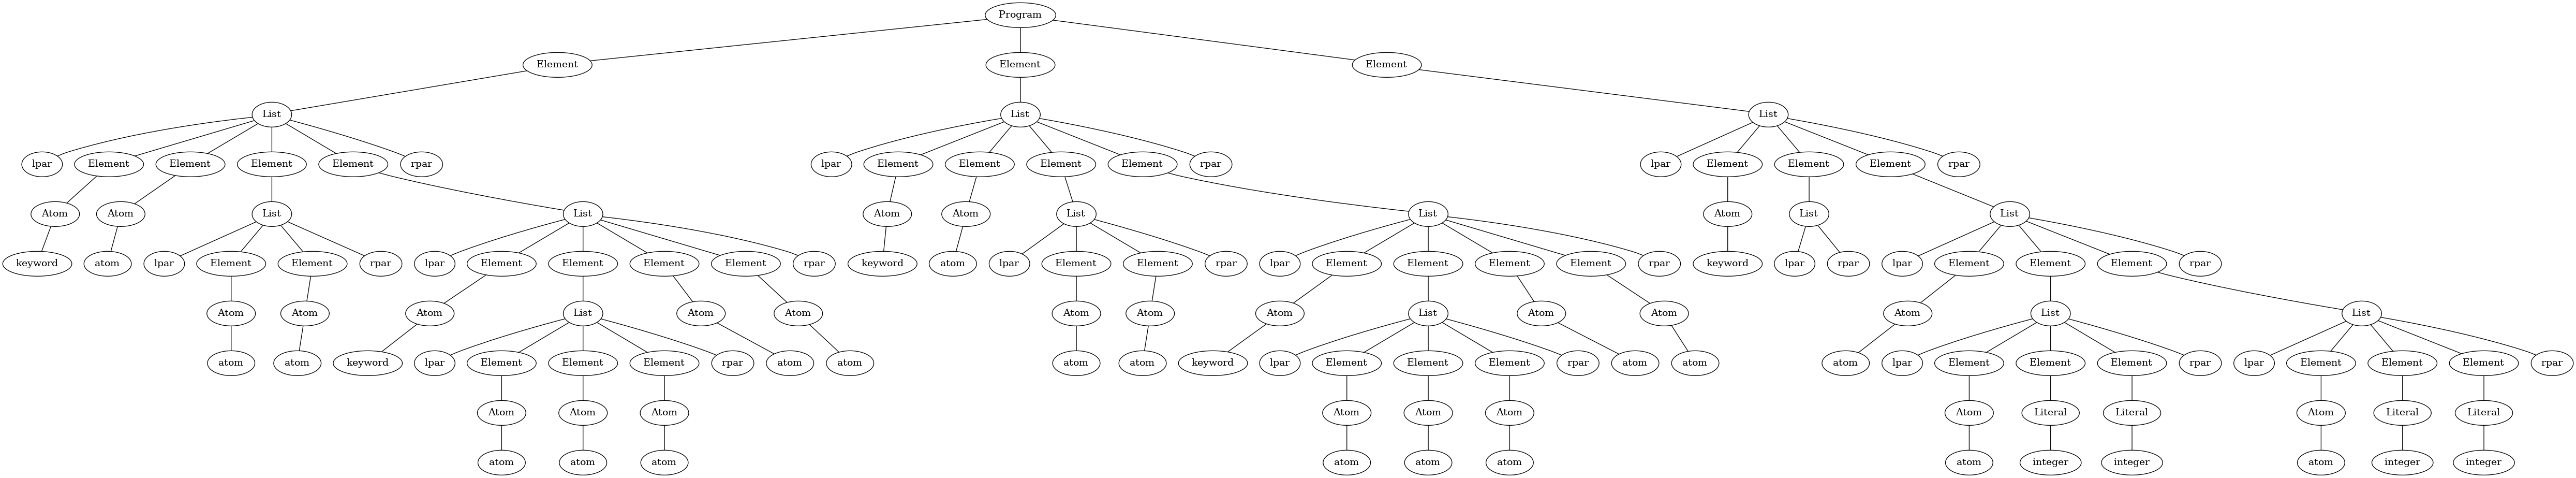 Program
Element Element Element
List List List
lpar Element Element Element Element rpar lpar Element Element Element Element rpar lpar Element Element Element rpar
Atom Atom List List Atom Atom List List Atom List List
keyword atom lpar Element Element rpar lpar Element Element Element Element rpar keyword atom lpar Element Element rpar lpar Element Element Element Element rpar keyword lpar rpar lpar Element Element Element rpar
Atom Atom Atom List Atom Atom Atom Atom Atom List Atom Atom Atom List List
atom atom keyword lpar Element Element Element rpar atom atom atom atom keyword lpar Element Element Element rpar atom atom atom lpar Element Element Element rpar lpar Element Element Element rpar
Atom Atom Atom Atom Atom Atom Atom Literal Literal Atom Literal Literal
atom atom atom atom atom atom atom integer integer atom integer integer